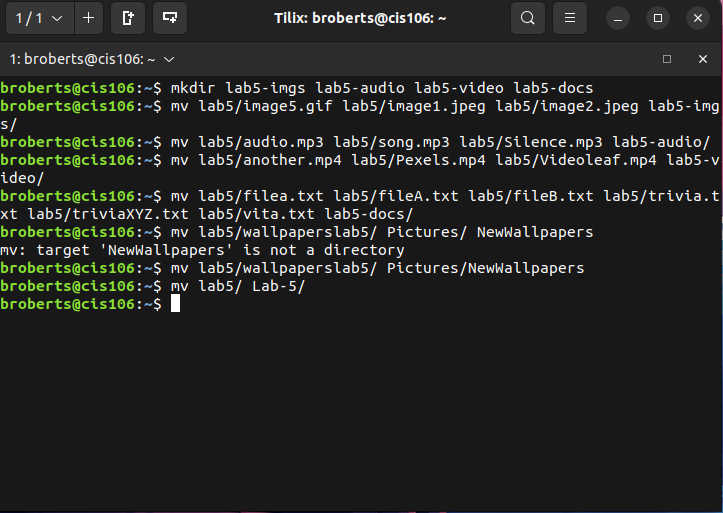 1 / 1
Tilix: broberts@cis106: ~
1: broberts@cis106: ~
broberts@cis106:~$ mkdir lab5-imgs lab5-audio lab5-video lab5-docs
broberts@cis106:~$ mv lab5/image5.gif lab5/image1.jpeg lab5/image2.jpeg lab5-img
s/
broberts@cis106:~$ mv lab5/audio.mp3 lab5/song.mp3 lab5/Silence.mp3 lab5-audio/
broberts@cis106:~$ mv lab5/another.mp4 lab5/Pexels.mp4 lab5/Videoleaf.mp4 lab5-v
ideo/
broberts@cis106:~$ mv lab5/filea.txt lab5/fileA.txt lab5/fileB.txt lab5/trivia.t
xt lab5/triviaXYZ.txt lab5/vita.txt lab5-docs/
broberts@cis106:~$ mv lab5/wallpaperslab5/ Pictures/ NewWallpapers
mv: target 'NewWallpapers' is not a directory
broberts@cis106:~$ mv lab5/wallpaperslab5/ Pictures/NewWallpapers
broberts@cis106:~$ mv lab5/ Lab-5/
broberts@cis106:~$